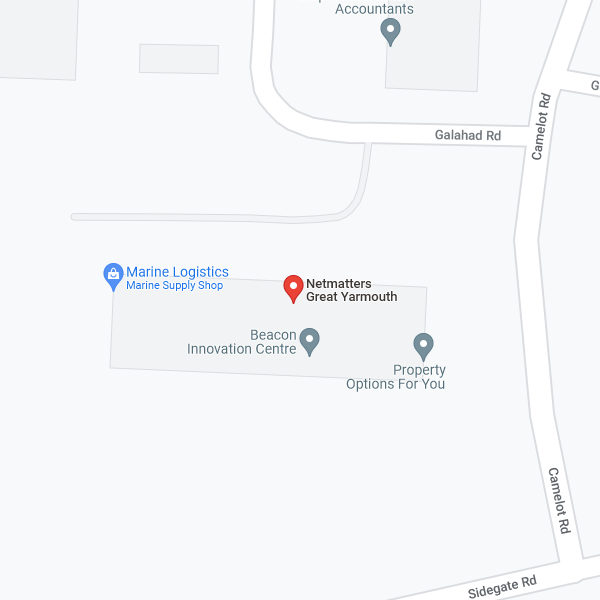 Accountants
Galahad Rd
Camelot Rd
G
Marine Logistics
Marine Supply Shop
Netmatters
Great Yarmouth
Beacon
Innovation Centre
Property
Options For You
Camelot Rd
Sidegate Rd